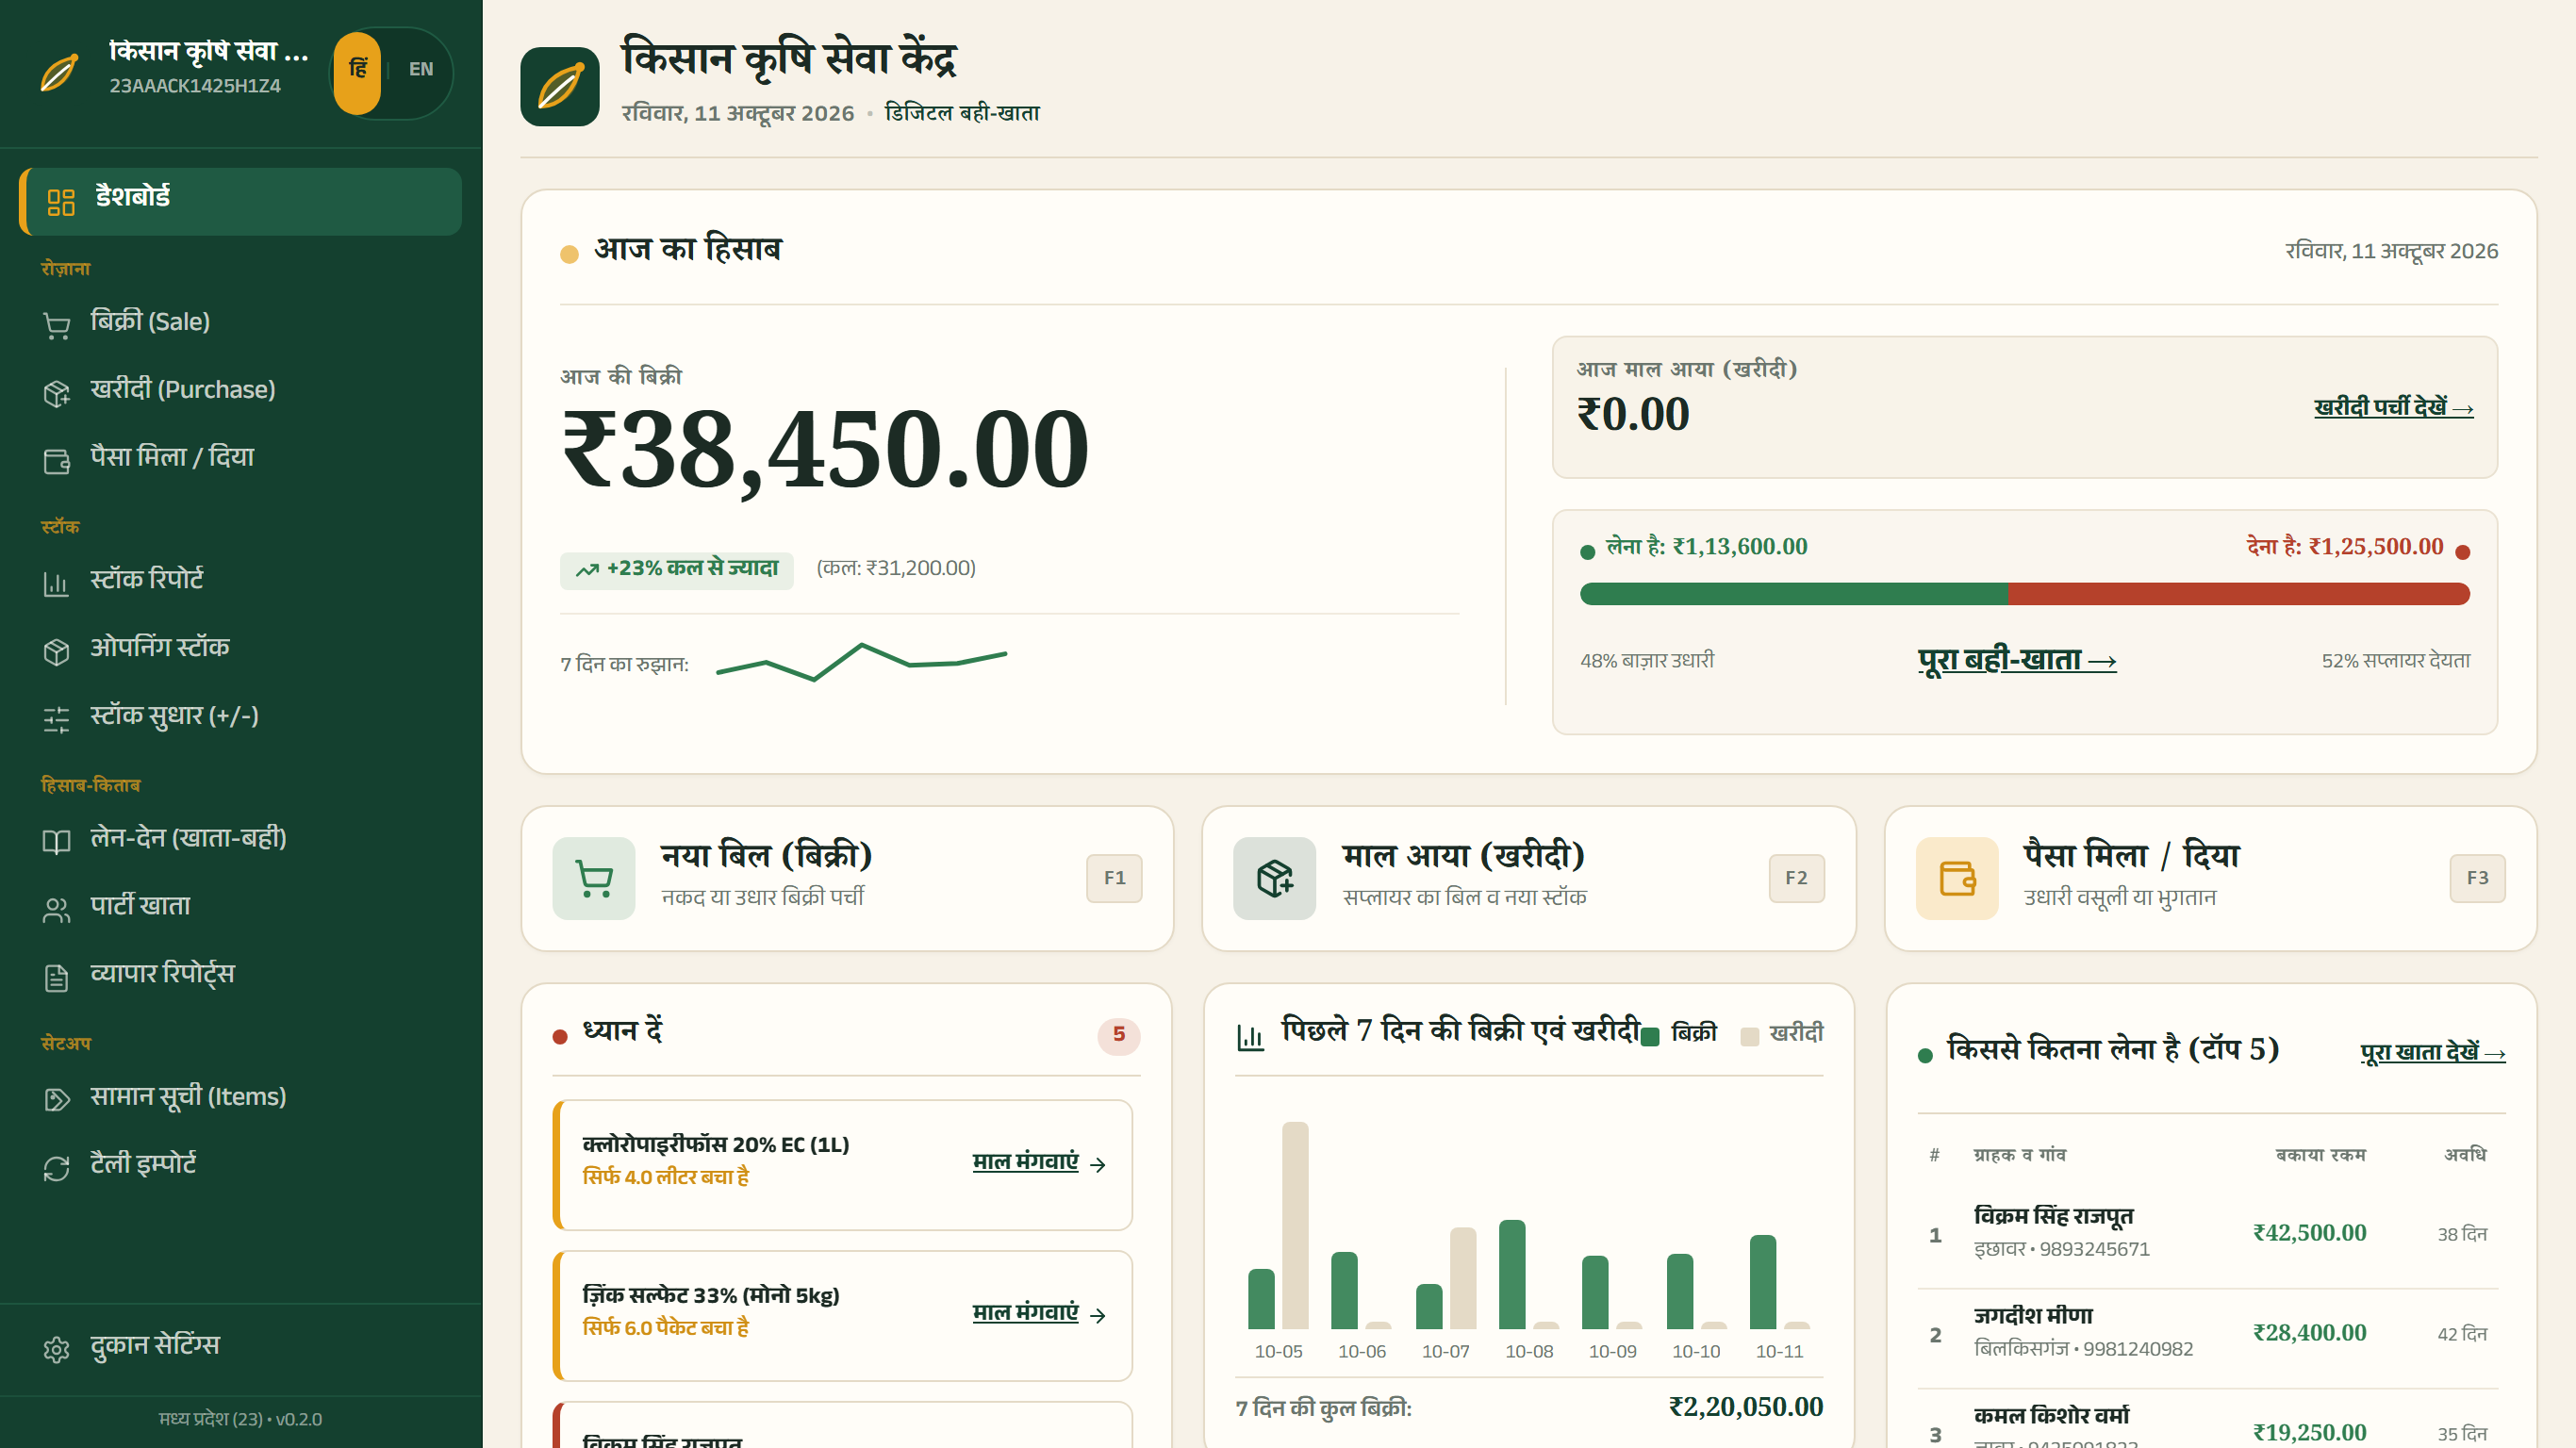 किसान कृषि सेवा ...
23AAACK1425H1Z4
हिं
EN
डैशबोर्ड
रोज़ाना
बिक्री (Sale)
खरीदी (Purchase)
पैसा मिला / दिया
स्टॉक
स्टॉक रिपोर्ट
ओपनिंग स्टॉक
स्टॉक सुधार (+/-)
हिसाब-किताब
लेन-देन (खाता-बही)
पार्टी खाता
व्यापार रिपोर्ट्स
सेटअप
सामान सूची (Items)
टैली इम्पोर्ट
दुकान सेटिंग्स
मध्य प्रदेश (23) • v0.2.0
किसान कृषि सेवा केंद्र
रविवार, 11 अक्टूबर 2026 • डिजिटल बही-खाता
आज का हिसाब
रविवार, 11 अक्टूबर 2026
आज की बिक्री
₹38,450.00
+23% कल से ज्यादा (कल: ₹31,200.00)
7 दिन का रुझान:
आज माल आया (खरीदी)
₹0.00
खरीदी पर्ची देखें →
लेना है: ₹1,13,600.00
देना है: ₹1,25,500.00
48% बाज़ार उधारी
पूरा बही-खाता →
52% सप्लायर देयता
नया बिल (बिक्री)
नकद या उधार बिक्री पर्ची
F1
माल आया (खरीदी)
सप्लायर का बिल व नया स्टॉक
F2
पैसा मिला / दिया
उधारी वसूली या भुगतान
F3
ध्यान दें
5
क्लोरोपाइरीफॉस 20% EC (1L)
सिर्फ 4.0 लीटर बचा है
माल मंगवाएं →
ज़िंक सल्फेट 33% (मोनो 5kg)
सिर्फ 6.0 पैकेट बचा है
माल मंगवाएं →
विक्रम सिंह राजपूत
पिछले 7 दिन की बिक्री एवं खरीदी
बिक्री
खरीदी
10-05 10-06 10-07 10-08 10-09 10-10 10-11
7 दिन की कुल बिक्री: ₹2,20,050.00
किससे कितना लेना है (टॉप 5)
पूरा खाता देखें →
# ग्राहक व गांव बकाया रकम अवधि
1 विक्रम सिंह राजपूत ₹42,500.00 38 दिन
इछावर • 9893245671
2 जगदीश मीणा ₹28,400.00 42 दिन
बिलकिसगंज • 9981240982
3 कमल किशोर वर्मा ₹19,250.00 35 दिन